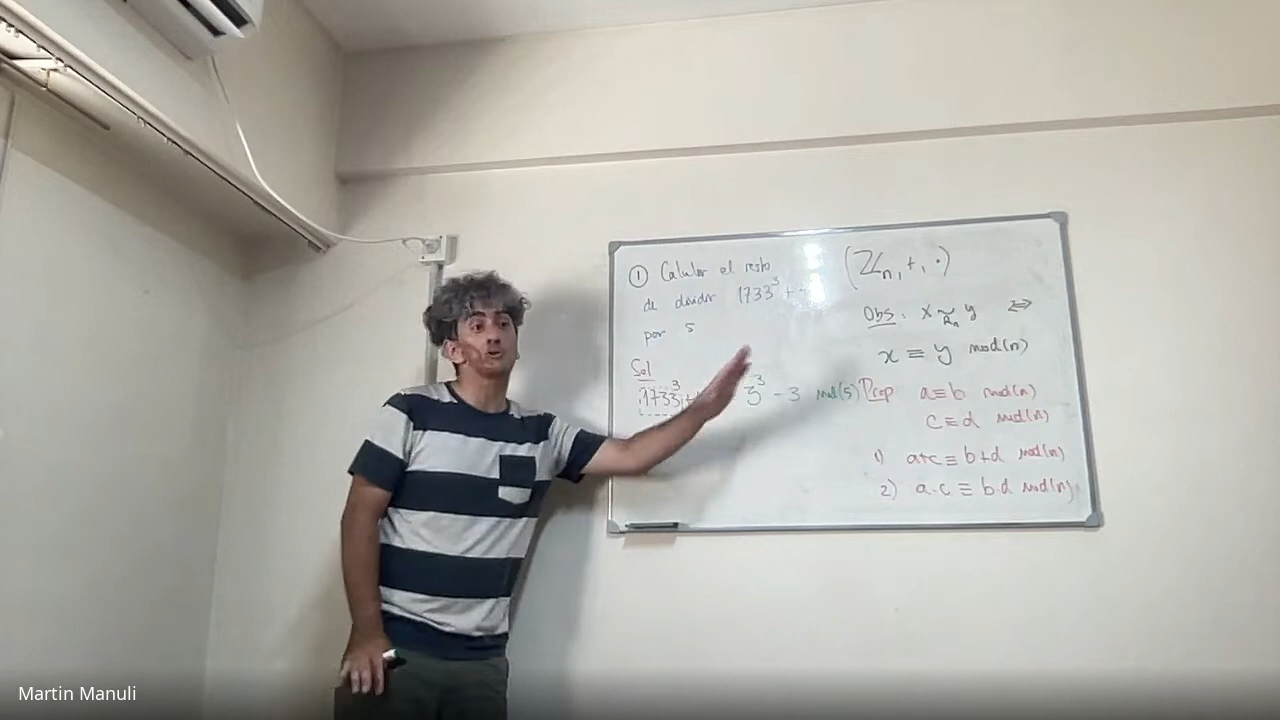 ① Calcular el resto
de dividir 1733³ +
por 5
Sol
1733³ +
3³ - 3 mod(5)
(ℤn, +, ·)
Obs: x ~Rn y ⇔
x ≡ y mod(n)
Prop a≡b mod(n)
c≡d mod(n)
1) a+c ≡ b+d mod(n)
2) a·c ≡ b·d mod(n)
Martin Manuli